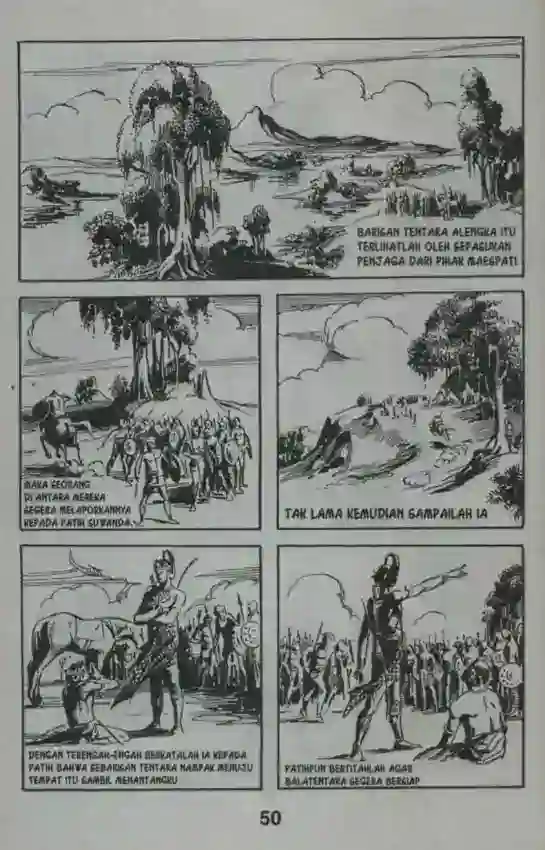 BARISAN TENTARA ALENGKA ITU
TERLIHATLAH OLEH SEPASUKAN
PENJAGA DARI PIHAK MAESPATI
MAKA SEORANG
DI ANTARA MEREKA
SEGERA MELAPORKANNYA
KEPADA PATIH SUWANDA.
TAK LAMA KEMUDIAN SAMPAILAH IA
DENGAN TERENGAH-ENGAH BERKATALAH IA KEPADA
PATIH BAHWA SEBARISAN TENTARA NAMPAK MENUJU
TEMPAT ITU SAMBIL MENANTANGKU
PATIHPUN BERTITAHLAH AGAR
BALATENTARA SEGERA BERSIAP
50